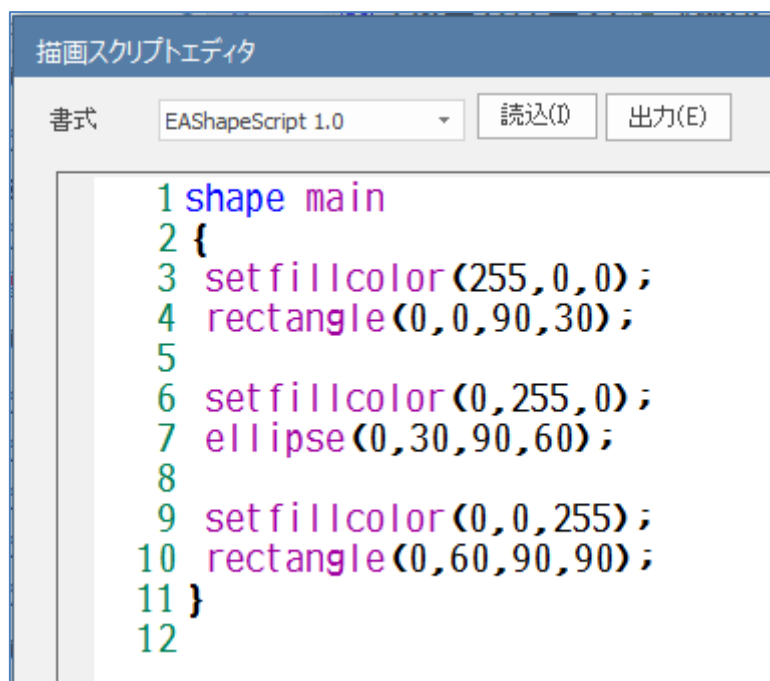 描画スクリプトエディタ
書式 EAShapeScript 1.0 読込(I) 出力(E)
1 shape main
2 {
3 setfillcolor(255,0,0);
4 rectangle(0,0,90,30);
5
6 setfillcolor(0,255,0);
7 ellipse(0,30,90,60);
8
9 setfillcolor(0,0,255);
10 rectangle(0,60,90,90);
11 }
12